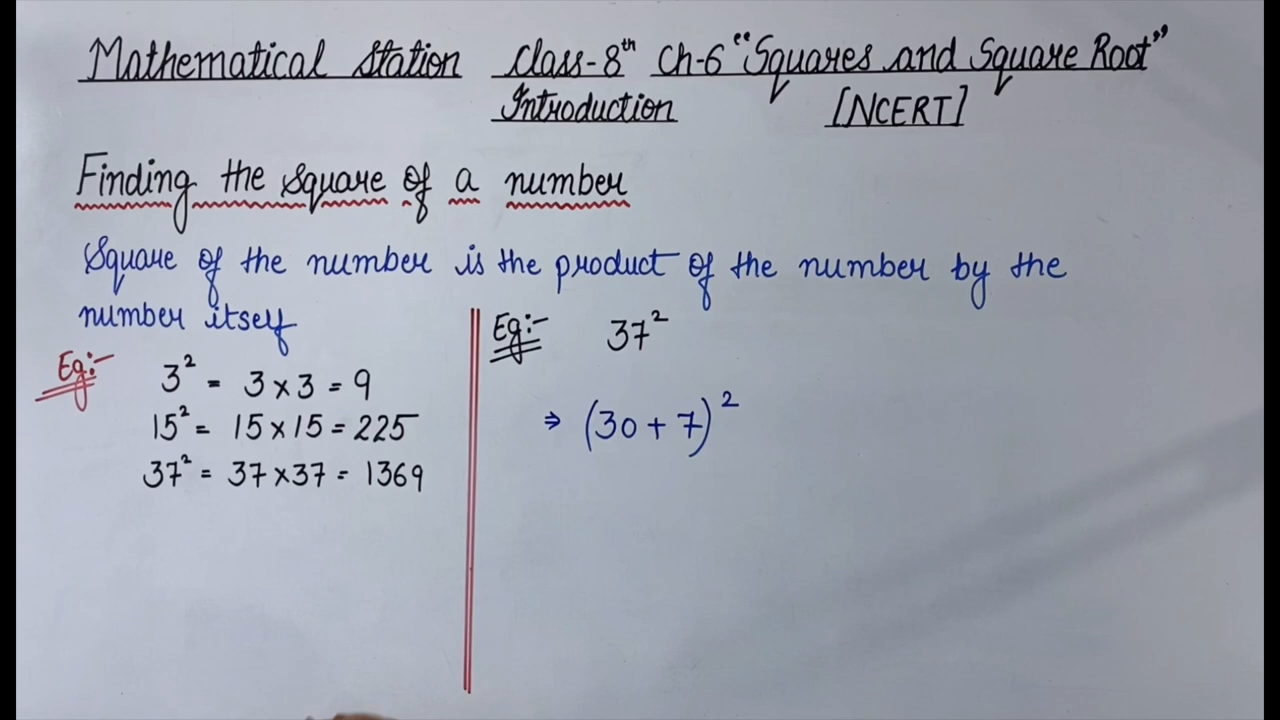 Mathematical Station Class-8th Ch-6 "Squares and Square Root"
Introduction [NCERT]
Finding the square of a number
Square of the number is the product of the number by the
number itself
Eg:-
3² = 3 × 3 = 9
15² = 15 × 15 = 225
37² = 37 × 37 = 1369
Eg:- 37²
⇒ (30 + 7)²